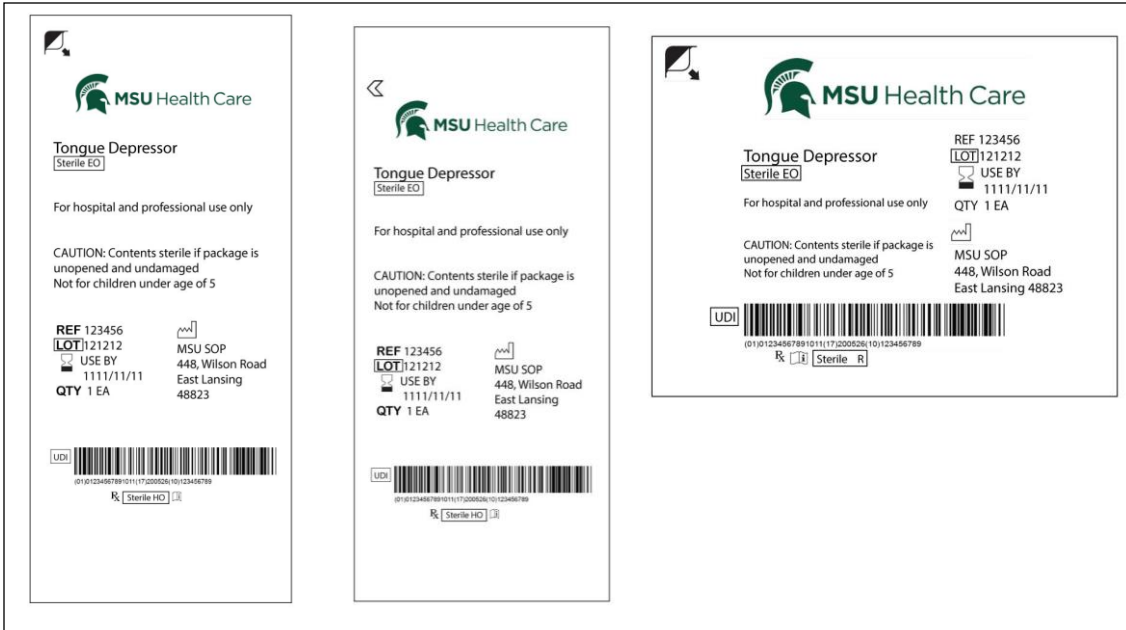 MSU Health Care
Tongue Depressor
Sterile EO
For hospital and professional use only
CAUTION: Contents sterile if package is
unopened and undamaged
Not for children under age of 5
REF 123456
LOT 121212
USE BY
1111/11/11
QTY 1 EA
MSU SOP
448, Wilson Road
East Lansing
48823
UDI
(01)01234567891011(17)200526(10)123456789
Rx Sterile HO
MSU Health Care
Tongue Depressor
Sterile EO
For hospital and professional use only
CAUTION: Contents sterile if package is
unopened and undamaged
Not for children under age of 5
REF 123456
LOT 121212
USE BY
1111/11/11
QTY 1 EA
MSU SOP
448, Wilson Road
East Lansing
48823
UDI
(01)01234567891011(17)200526(10)123456789
Rx Sterile HO
MSU Health Care
Tongue Depressor
Sterile EO
For hospital and professional use only
CAUTION: Contents sterile if package is
unopened and undamaged
Not for children under age of 5
REF 123456
LOT 121212
USE BY
1111/11/11
QTY 1 EA
MSU SOP
448, Wilson Road
East Lansing 48823
UDI
(01)01234567891011(17)200526(10)123456789
Rx i Sterile R